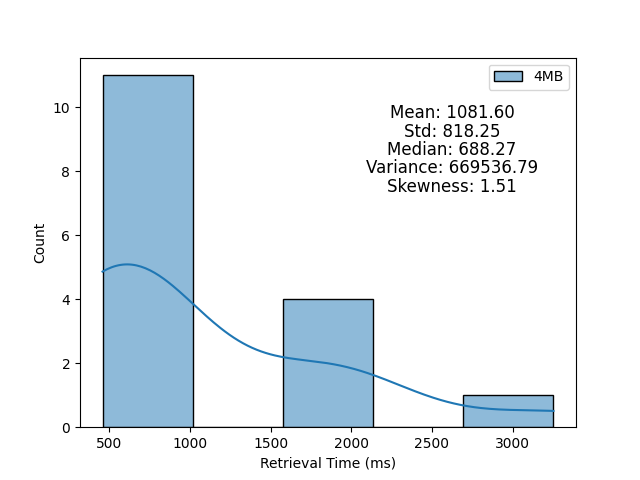 4MB
Mean: 1081.60
Std: 818.25
Median: 688.27
Variance: 669536.79
Skewness: 1.51
10
8
6
4
2
0
Count
500 1000 1500 2000 2500 3000
Retrieval Time (ms)